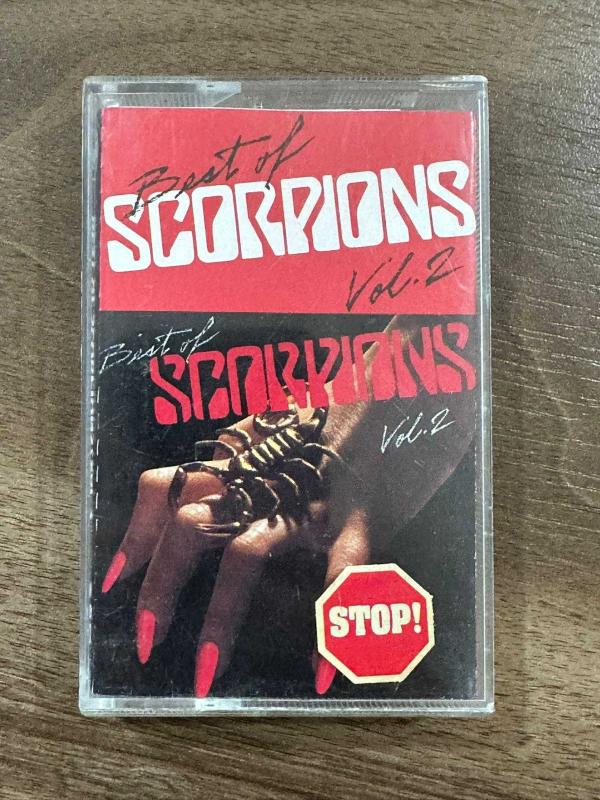 Best of
SCORPIONS
Vol.2
Best of
SCORPIONS
Vol.2
STOP!